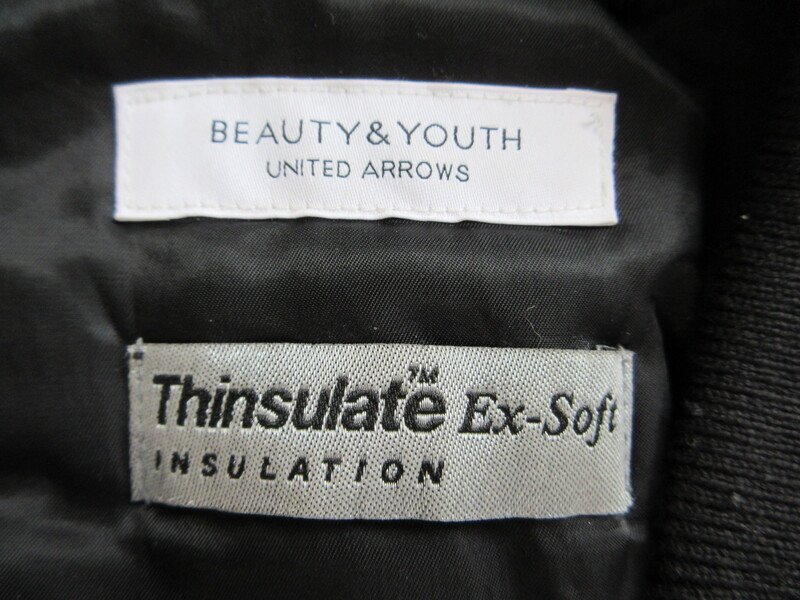 BEAUTY&YOUTH
UNITED ARROWS
Thinsulate™ Ex-Soft
INSULATION